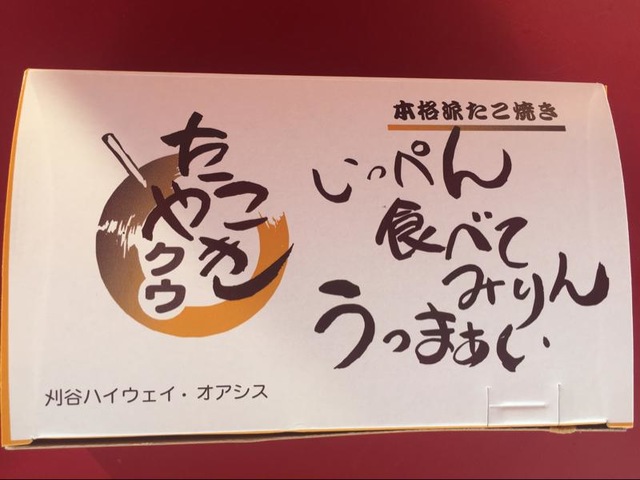 本格派たこ焼き
いっぺん
食べて
みりん
うっまぁい
たこやき
クウ
刈谷ハイウェイ・オアシス